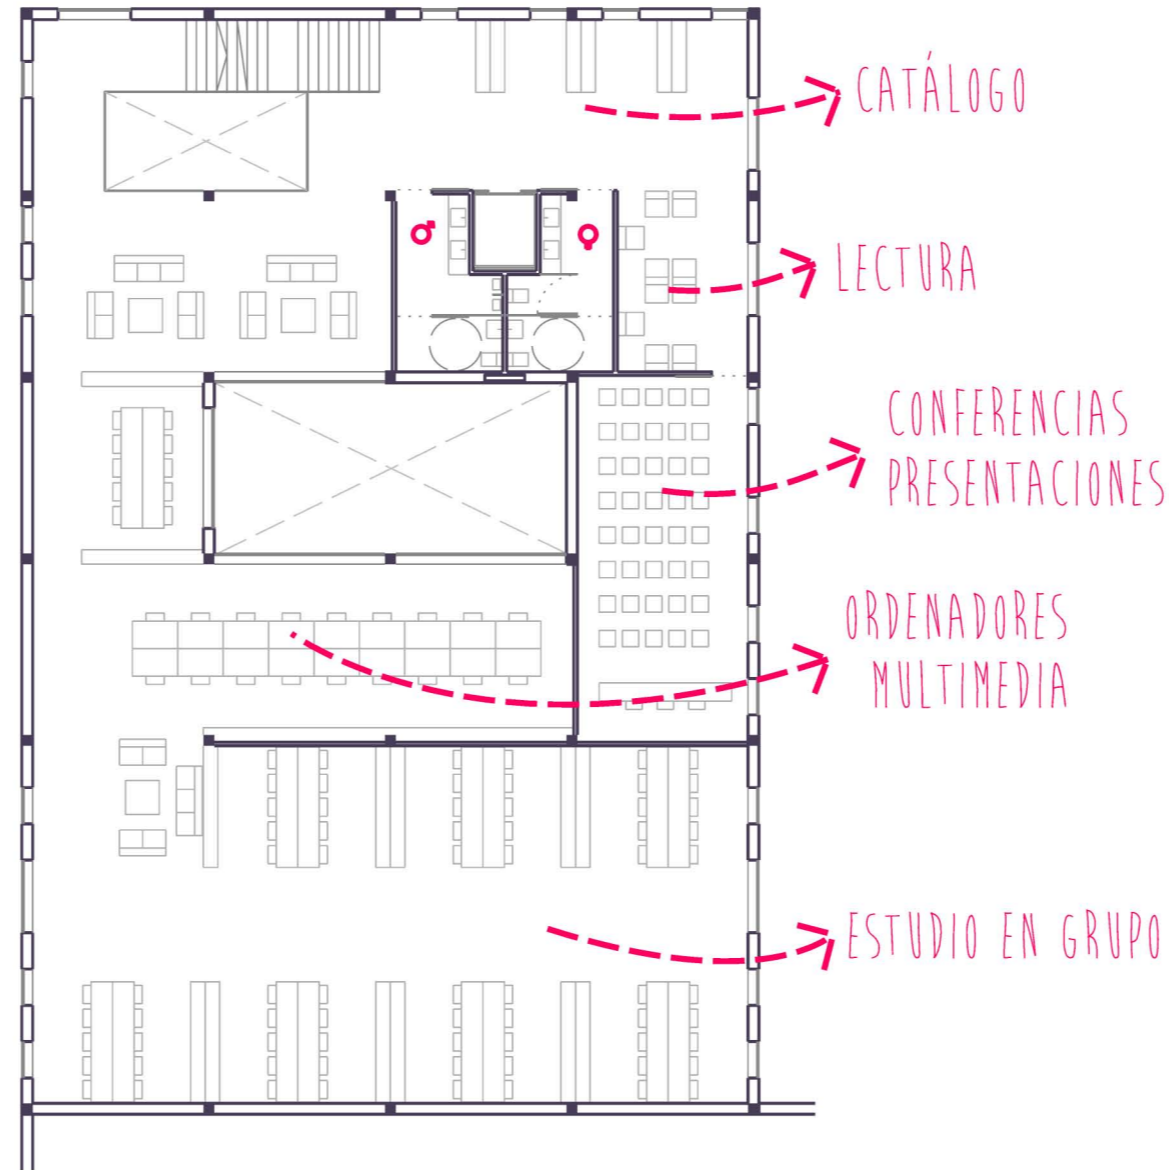 CATÁLOGO
LECTURA
CONFERENCIAS
PRESENTACIONES
ORDENADORES
MULTIMEDIA
ESTUDIO EN GRUPO